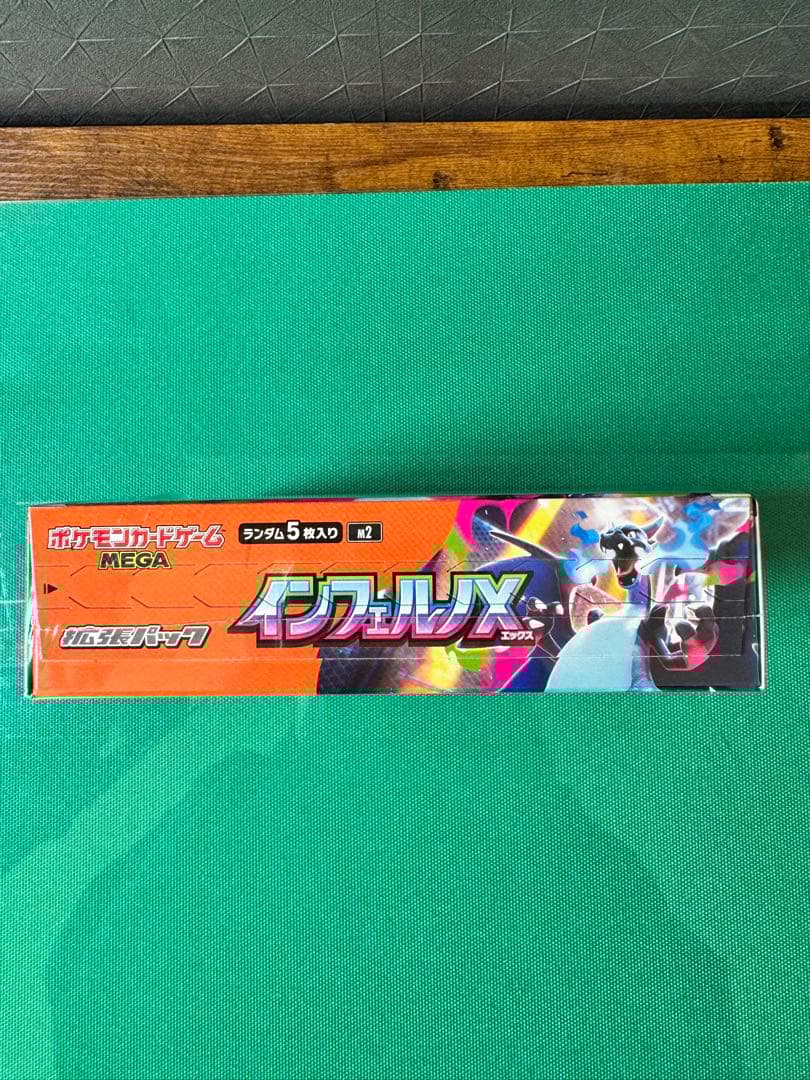 ポケモンカードゲーム
MEGA
ランダム5枚入り M2
拡張パック
インフェルノX
エックス